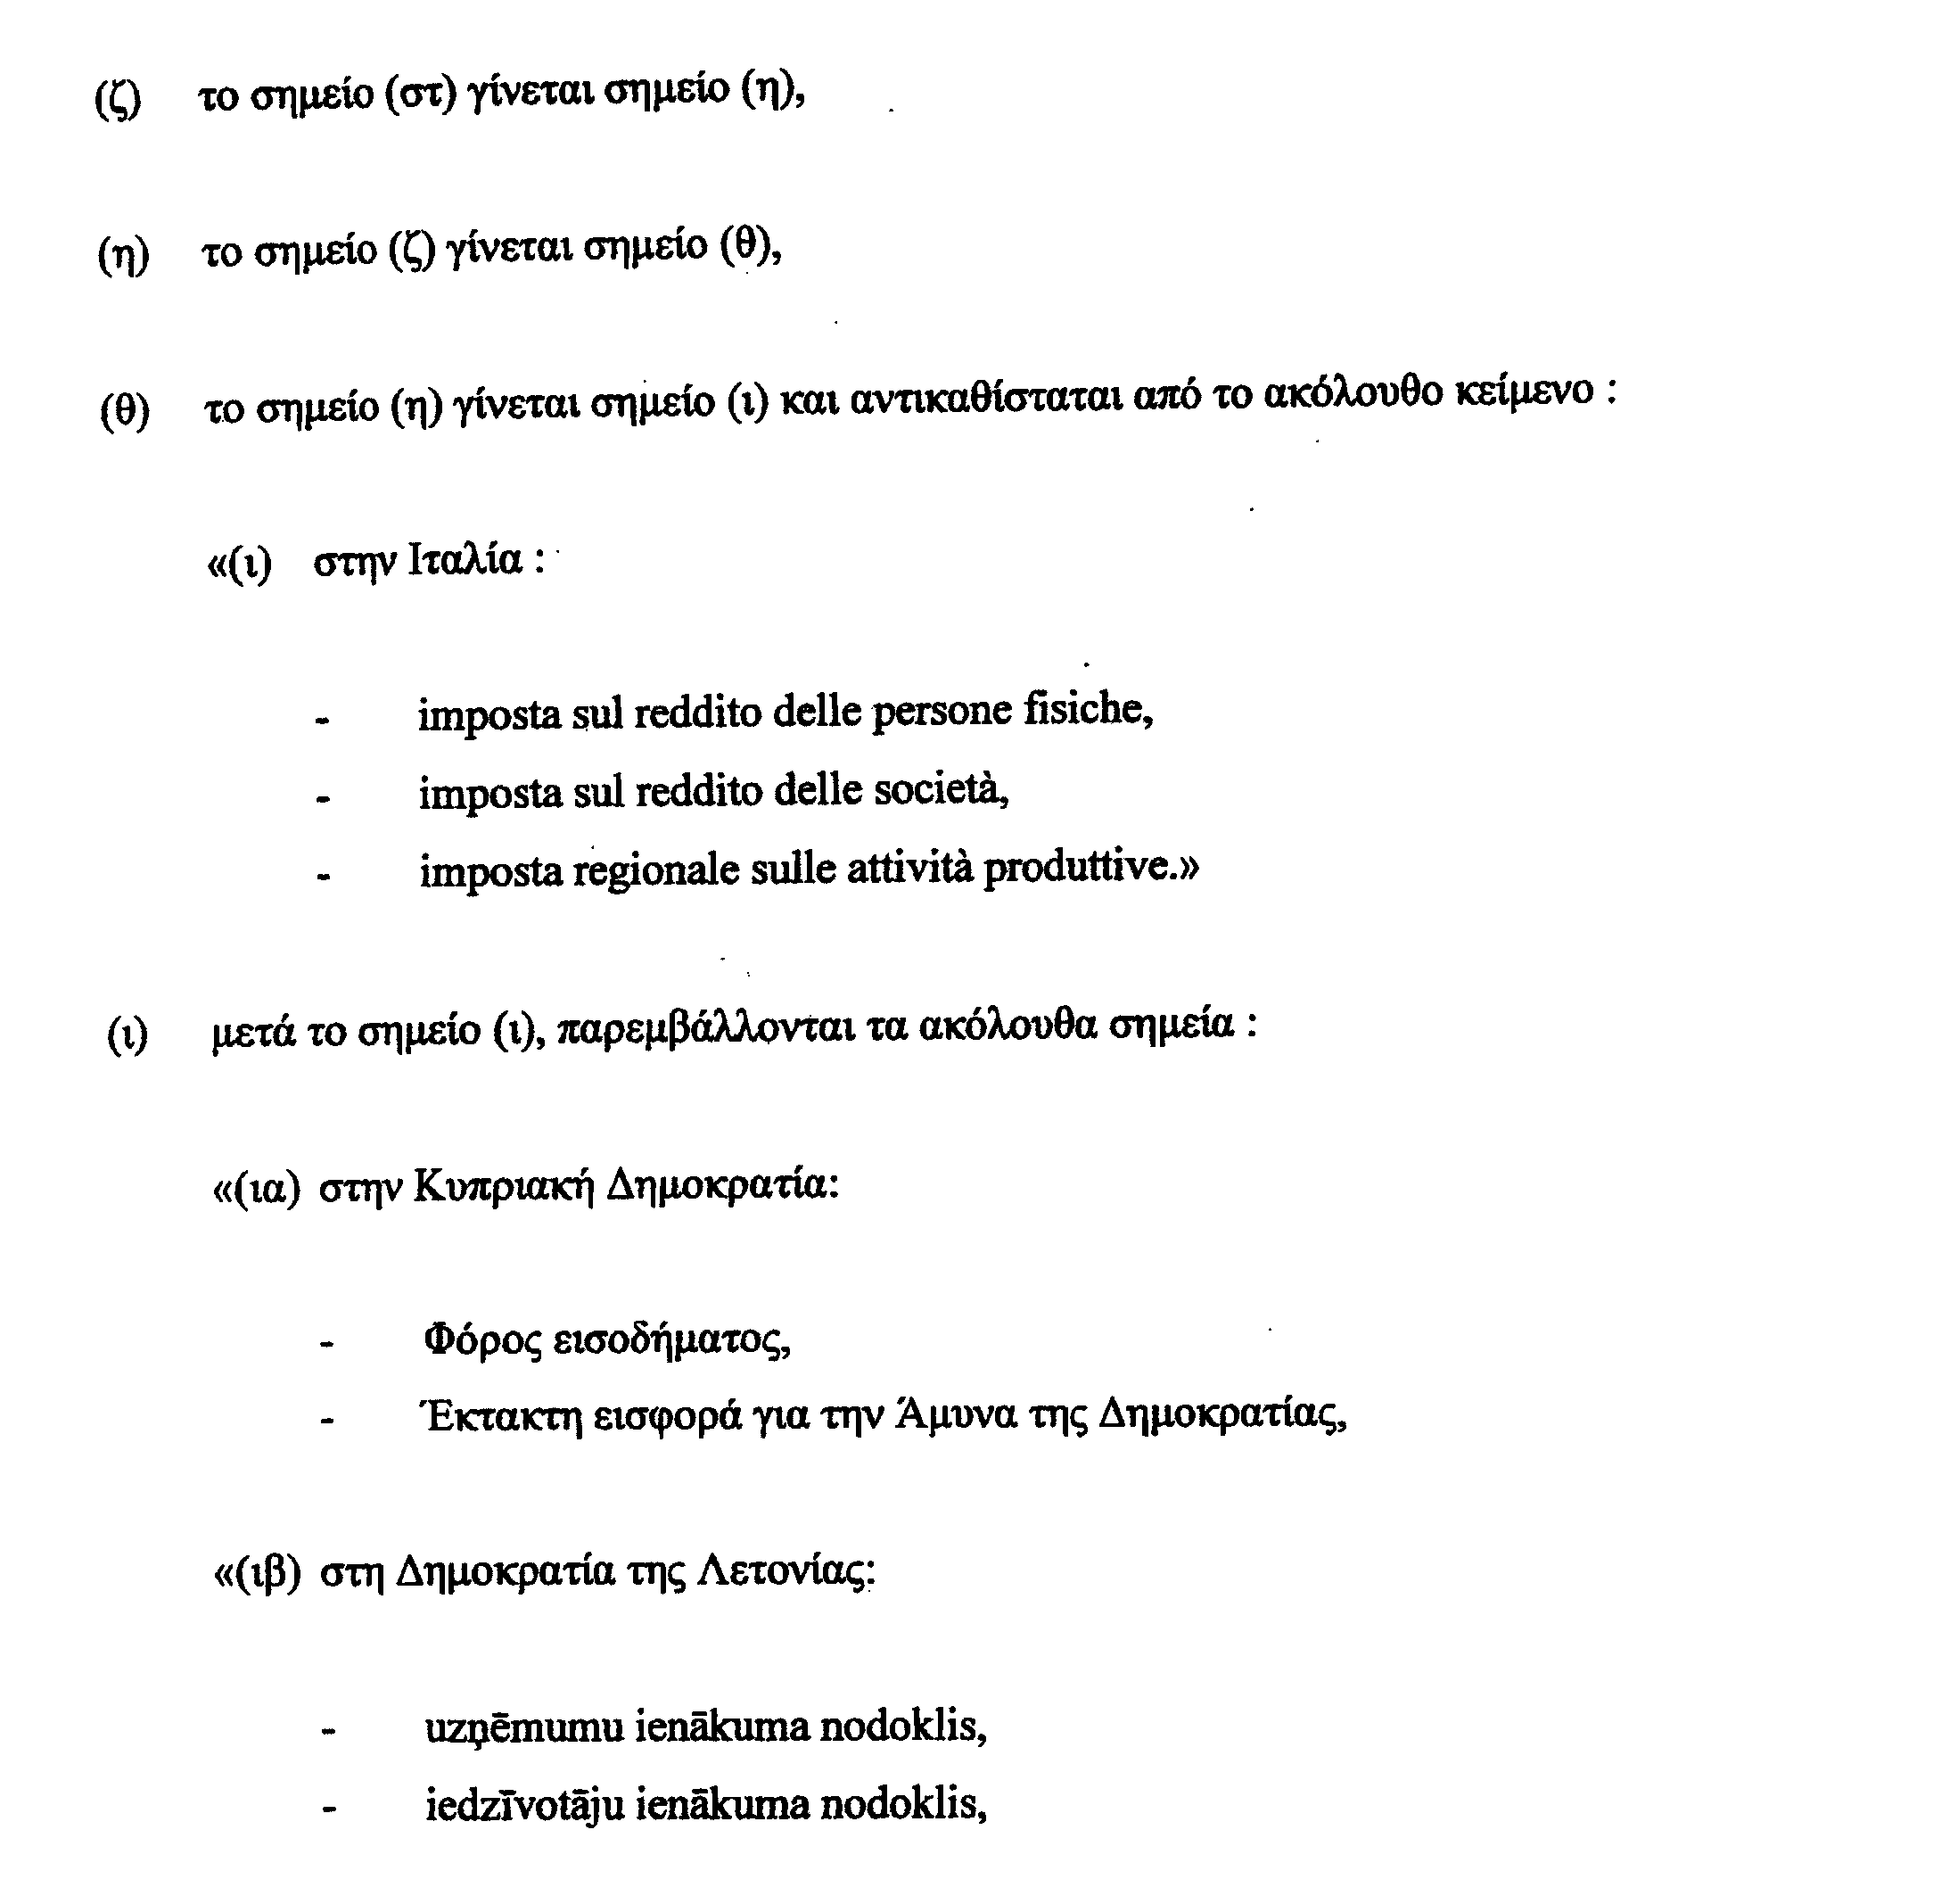 (ζ) το σημείο (στ) γίνεται σημείο (η),
(η) το σημείο (ζ) γίνεται σημείο (θ),
(θ) το σημείο (η) γίνεται σημείο (ι) και αντικαθίσταται από το ακόλουθο κείμενο :
«(ι) στην Ιταλία :
- imposta sul reddito delle persone fisiche,
- imposta sul reddito delle società,
- imposta regionale sulle attività produttive.»
(ι) μετά το σημείο (ι), παρεμβάλλονται τα ακόλουθα σημεία :
«(ια) στην Κυπριακή Δημοκρατία:
- Φόρος εισοδήματος,
- Έκτακτη εισφορά για την Άμυνα της Δημοκρατίας,
«(ιβ) στη Δημοκρατία της Λετονίας:
- uzņēmumu ienākuma nodoklis,
- iedzīvotāju ienākuma nodoklis,